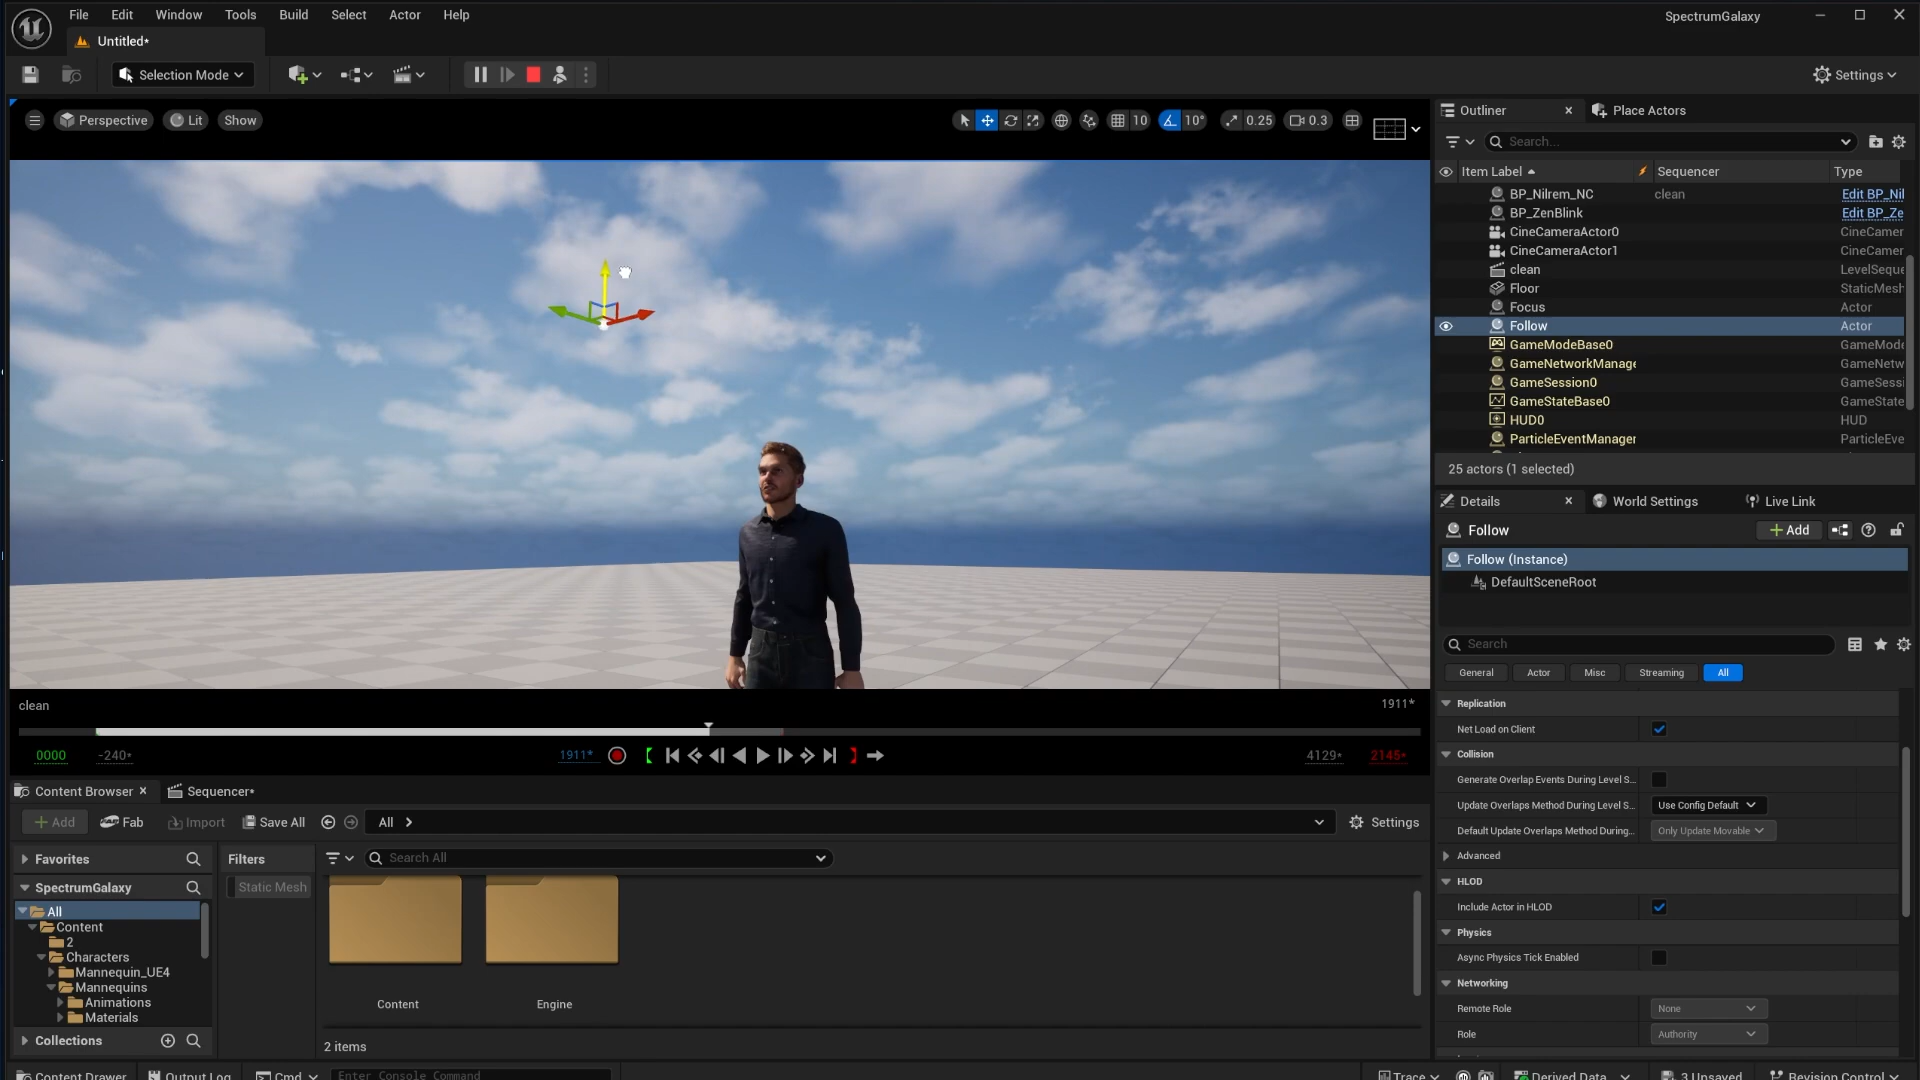 File Edit Window Tools Build Select Actor Help
SpectrumGalaxy
Untitled*
Selection Mode
Settings
Perspective Lit Show
10 10° 0.25 0.3
Outliner Place Actors
Search...
Item Label Sequencer Type
BP_Nilrem_NC clean Edit BP_Nil
BP_ZenBlink Edit BP_Ze
CineCameraActor0 CineCamer
CineCameraActor1 CineCamer
clean LevelSeque
Floor StaticMesh
Focus Actor
Follow Actor
GameModeBase0 GameMode
GameNetworkManage GameNetw
GameSession0 GameSessi
GameStateBase0 GameState
HUD0 HUD
ParticleEventManager ParticleEve
25 actors (1 selected)
Details World Settings Live Link
Follow Add
Follow (Instance)
DefaultSceneRoot
Search
General Actor Misc Streaming All
Replication
Net Load on Client
Collision
Generate Overlap Events During Level S...
Update Overlaps Method During Level S... Use Config Default
Default Update Overlaps Method During... Only Update Movable
Advanced
HLOD
Include Actor in HLOD
Physics
Async Physics Tick Enabled
Networking
Remote Role None
Role Authority
clean 1911*
0000 -240* 1911* 4129* 2145*
Content Browser Sequencer*
Add Fab Import Save All All Settings
Favorites
Filters
Search All
SpectrumGalaxy
Static Mesh
All
Content
2
Characters
Mannequin_UE4
Mannequins
Animations
Materials
Collections
Content Engine
2 items
Content Drawer Output Log Cmd Enter Console Command Trace Derived Data 3 Unsaved Revision Control